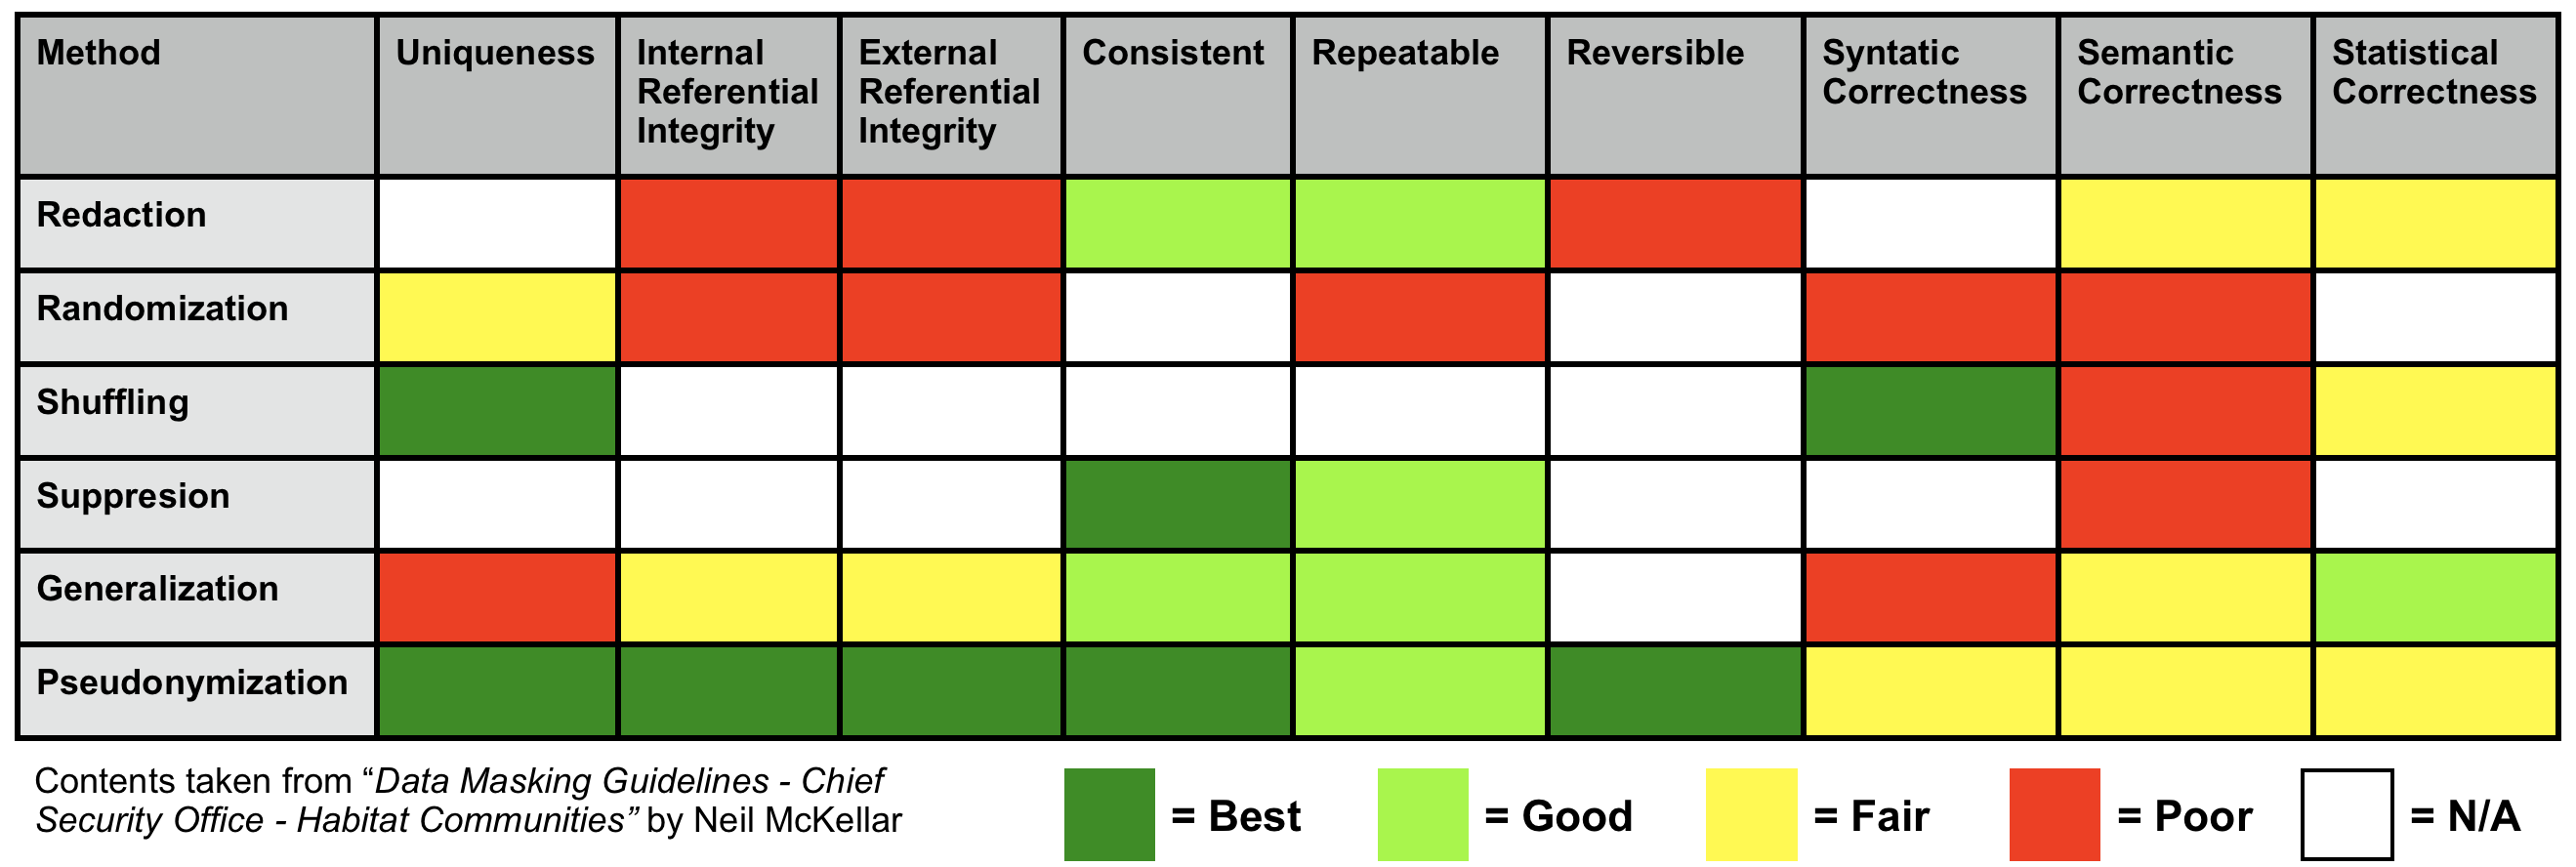 Method Uniqueness Internal Referential Integrity External Referential Integrity Consistent Repeatable Reversible Syntatic Correctness Semantic Correctness Statistical Correctness
Redaction
Randomization
Shuffling
Suppresion
Generalization
Pseudonymization
Contents taken from “Data Masking Guidelines - Chief
Security Office - Habitat Communities” by Neil McKellar
= Best = Good = Fair = Poor = N/A